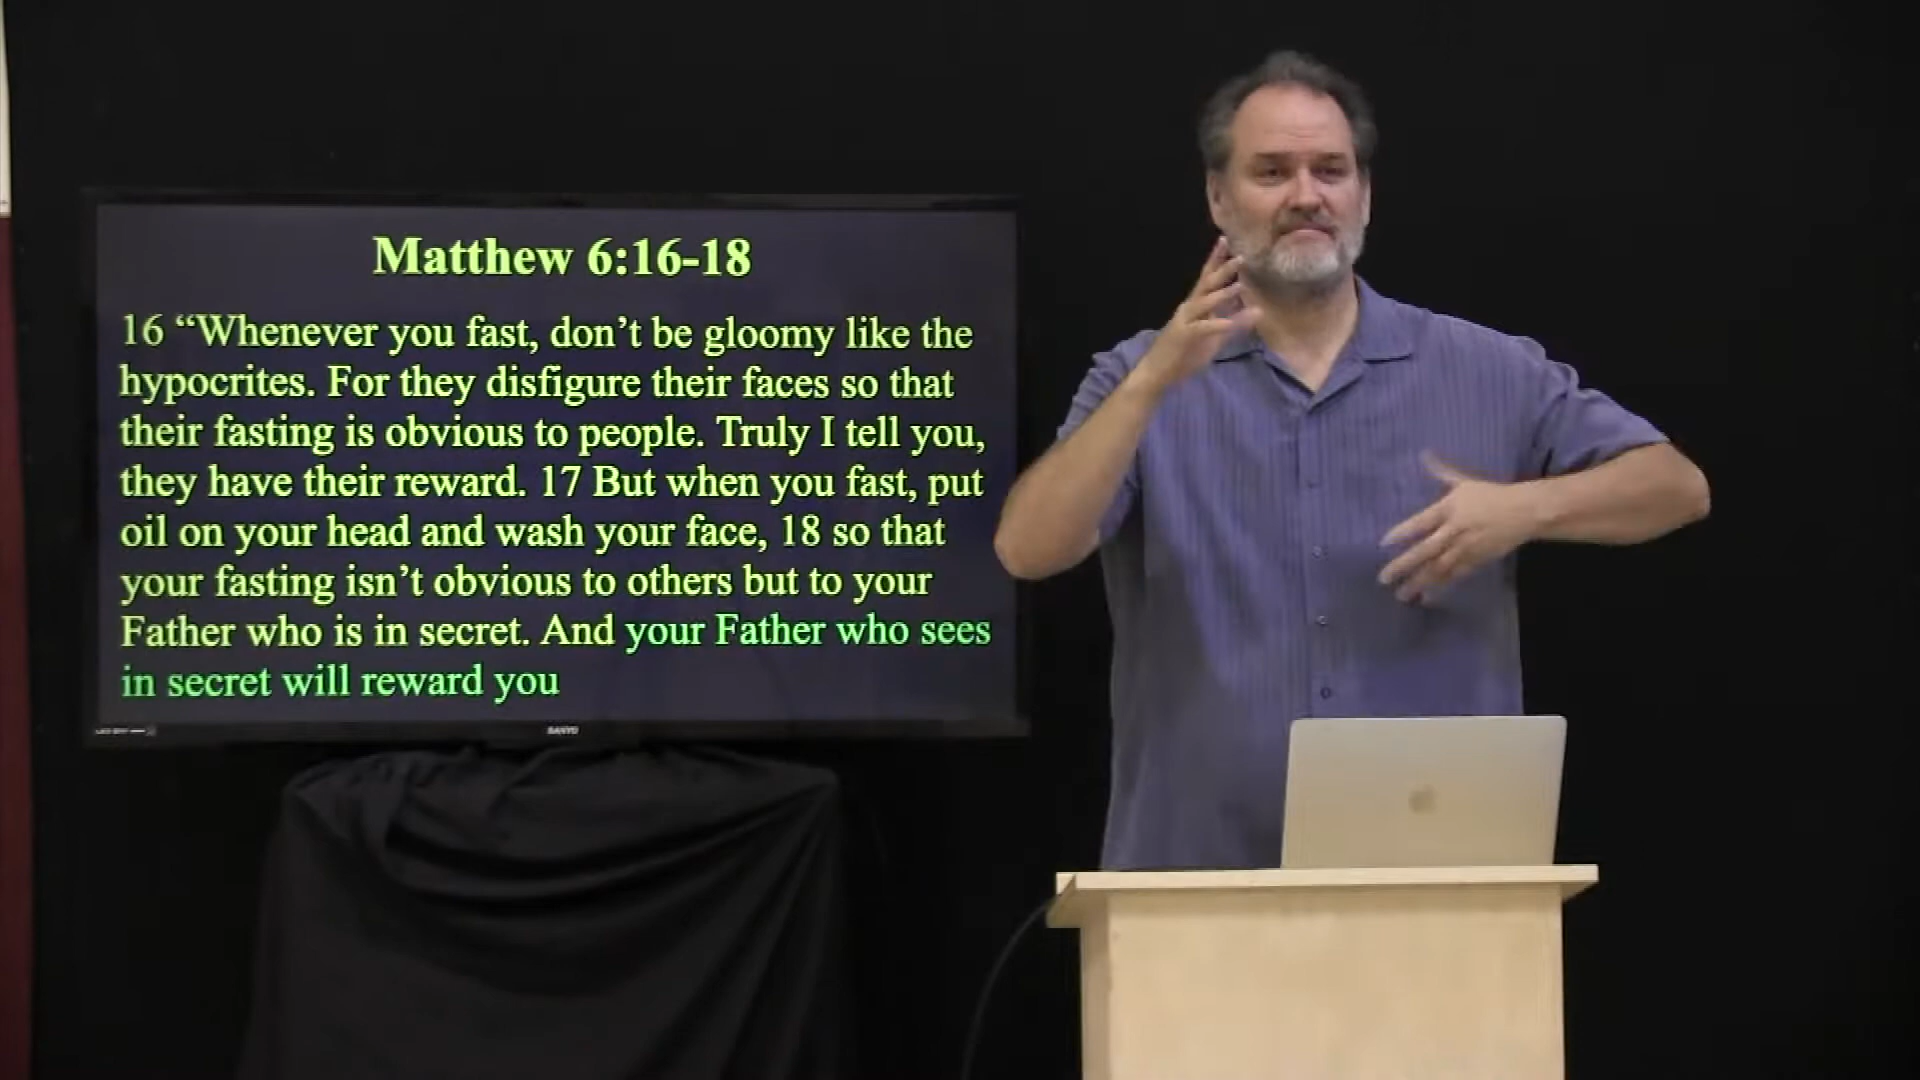 Matthew 6:16-18
16 “Whenever you fast, don’t be gloomy like the
hypocrites. For they disfigure their faces so that
their fasting is obvious to people. Truly I tell you,
they have their reward. 17 But when you fast, put
oil on your head and wash your face, 18 so that
your fasting isn’t obvious to others but to your
Father who is in secret. And your Father who sees
in secret will reward you
SANYO